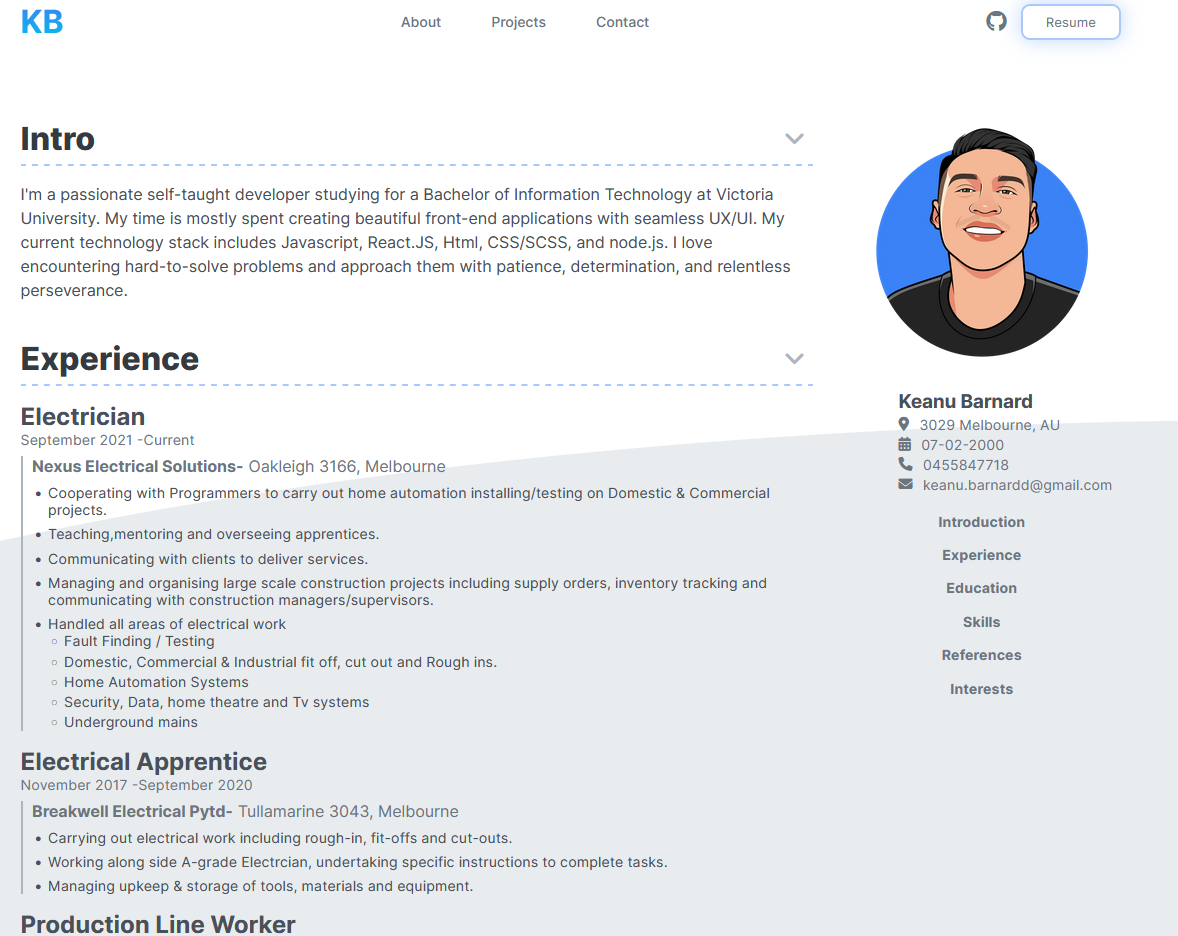 KB
About
Projects
Contact
Resume
Intro
I'm a passionate self-taught developer studying for a Bachelor of Information Technology at Victoria
University. My time is mostly spent creating beautiful front-end applications with seamless UX/UI. My
current technology stack includes Javascript, React.JS, Html, CSS/SCSS, and node.js. I love
encountering hard-to-solve problems and approach them with patience, determination, and relentless
perseverance.
Experience
Electrician
September 2021 -Current
Nexus Electrical Solutions- Oakleigh 3166, Melbourne
• Cooperating with Programmers to carry out home automation installing/testing on Domestic & Commercial
projects.
• Teaching,mentoring and overseeing apprentices.
• Communicating with clients to deliver services.
• Managing and organising large scale construction projects including supply orders, inventory tracking and
communicating with construction managers/supervisors.
• Handled all areas of electrical work
○ Fault Finding / Testing
○ Domestic, Commercial & Industrial fit off, cut out and Rough ins.
○ Home Automation Systems
○ Security, Data, home theatre and Tv systems
○ Underground mains
Electrical Apprentice
November 2017 -September 2020
Breakwell Electrical Pytd- Tullamarine 3043, Melbourne
• Carrying out electrical work including rough-in, fit-offs and cut-outs.
• Working along side A-grade Electrcian, undertaking specific instructions to complete tasks.
• Managing upkeep & storage of tools, materials and equipment.
Production Line Worker
Keanu Barnard
3029 Melbourne, AU
07-02-2000
0455847718
keanu.barnardd@gmail.com
Introduction
Experience
Education
Skills
References
Interests